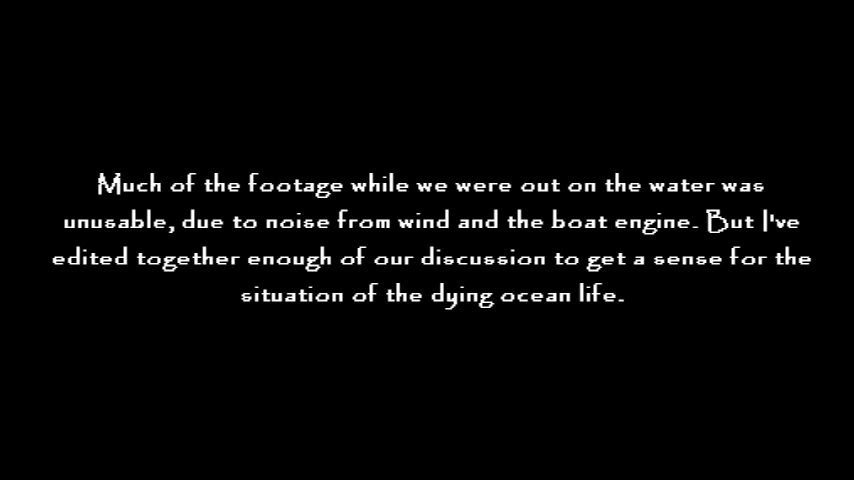 Much of the footage while we were out on the water was
unusable, due to noise from wind and the boat engine. But I've
edited together enough of our discussion to get a sense for the
situation of the dying ocean life.